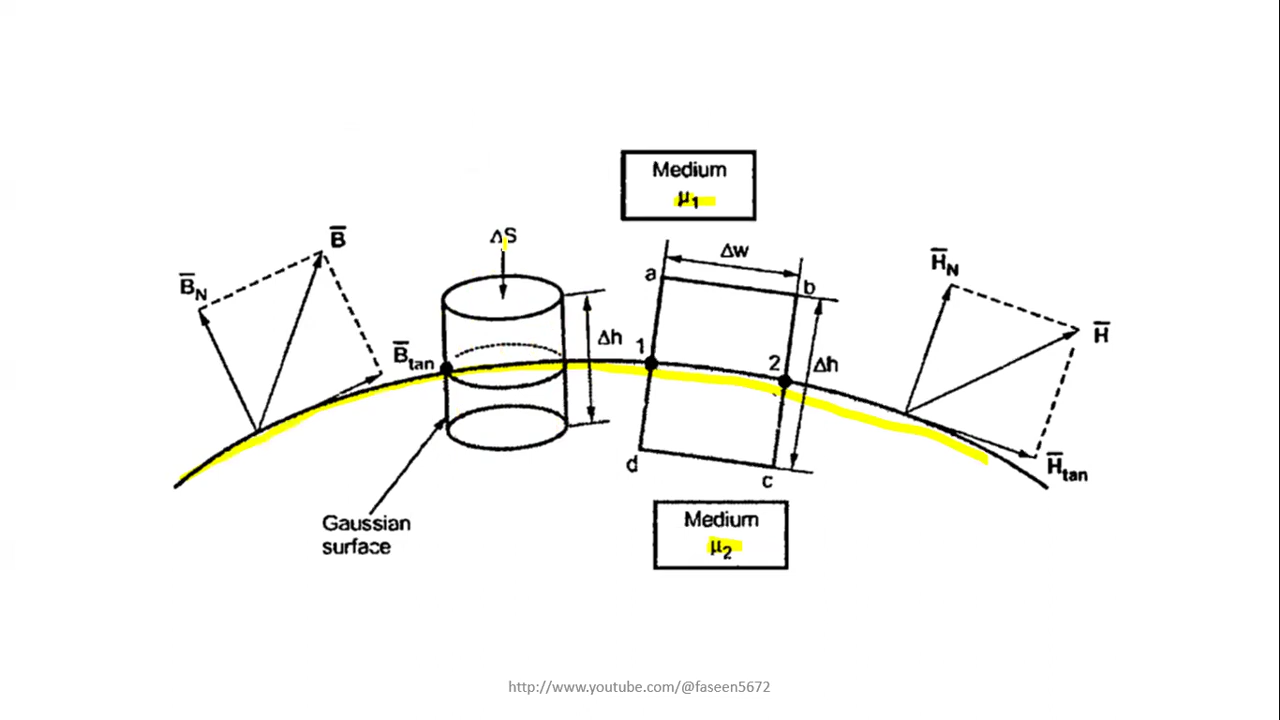 Medium
μ₁
ΔS
B̅
B̅N
Δw
a
b
H̅N
H̅
Δh
1
B̅tan
2
Δh
d
c
H̅tan
Gaussian
surface
Medium
μ₂
http://www.youtube.com/@faseen5672